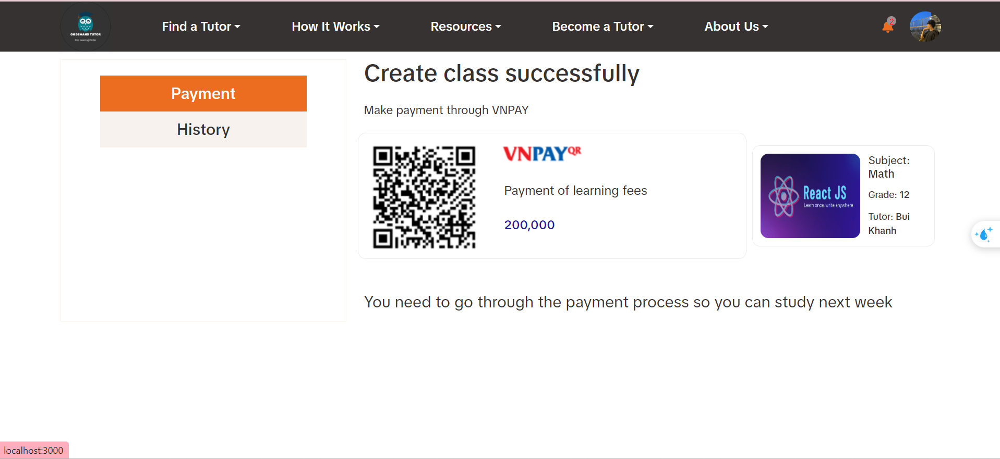 ON DEMAND TUTOR
Kids Learning Center
Find a Tutor
How It Works
Resources
Become a Tutor
About Us
2
Payment
History
Create class successfully
Make payment through VNPAY
VNPAYQR
Payment of learning fees
200,000
React JS
Learn once, write anywhere
Subject:
Math
Grade: 12
Tutor: Bui
Khanh
You need to go through the payment process so you can study next week
localhost:3000